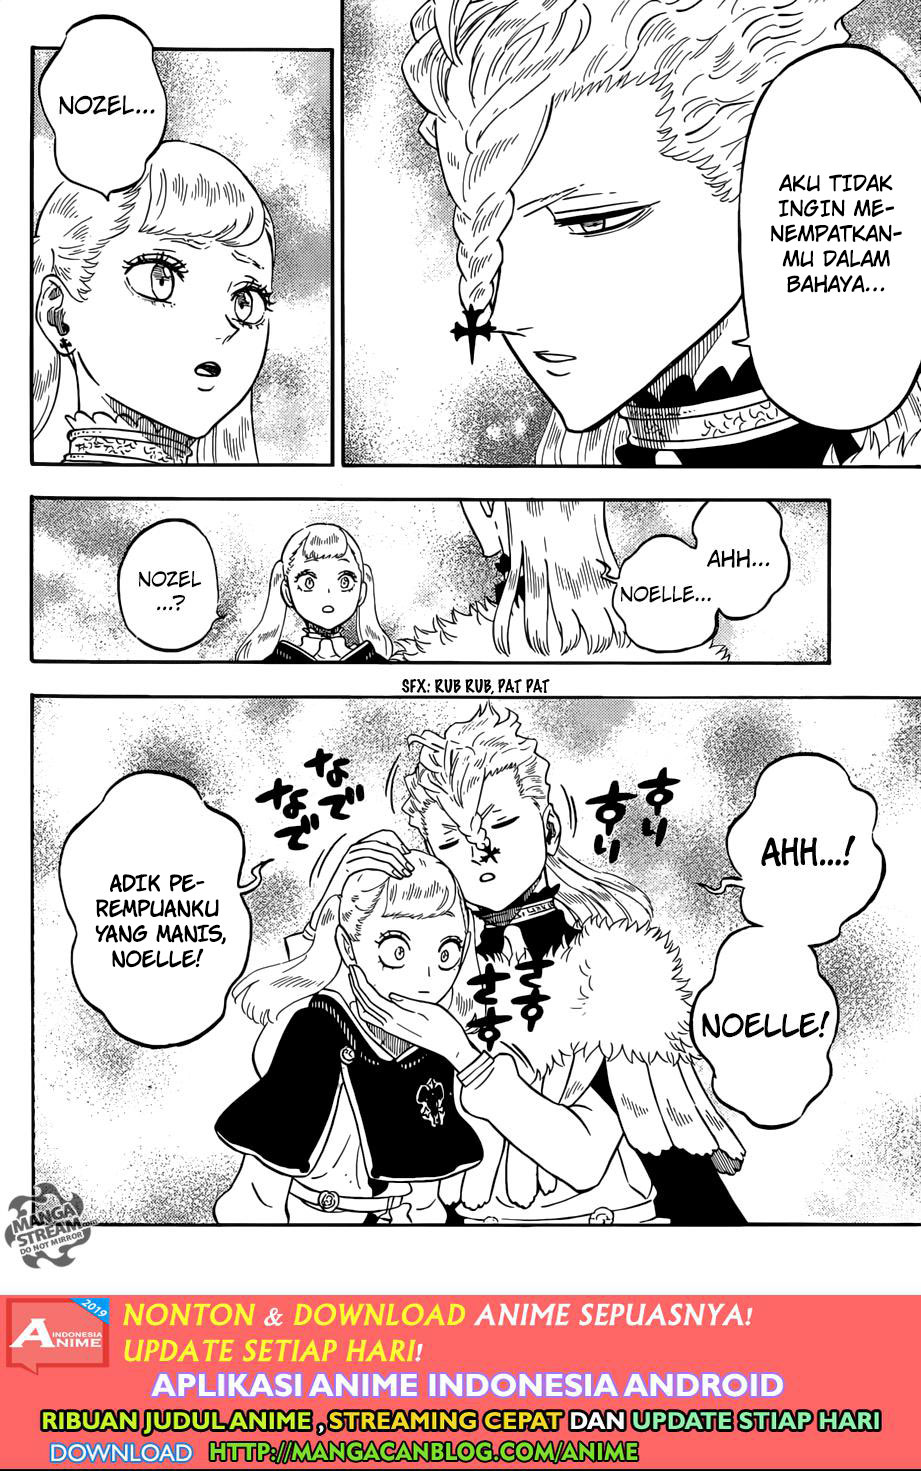 AKU TIDAK
INGIN ME-
NEMPATKAN-
MU DALAM
BAHAYA...
NOZEL...
AHH...
NOELLE...
NOZEL
...?
SFX: RUB RUB, PAT PAT
AHH...!
NOELLE!
すりすり
なでなで
さすさす
ADIK PE-
REMPUANKU
YANG MANIS,
NOELLE!
MANGA
STREAM
DO NOT MIRROR
2019
INDONESIA
ANIME
NONTON & DOWNLOAD ANIME SEPUASNYA!
UPDATE SETIAP HARI!
APLIKASI ANIME INDONESIA ANDROID
RIBUAN JUDUL ANIME , STREAMING CEPAT DAN UPDATE STIAP HARI
DOWNLOAD HTTP://MANGACANBLOG.COM/ANIME